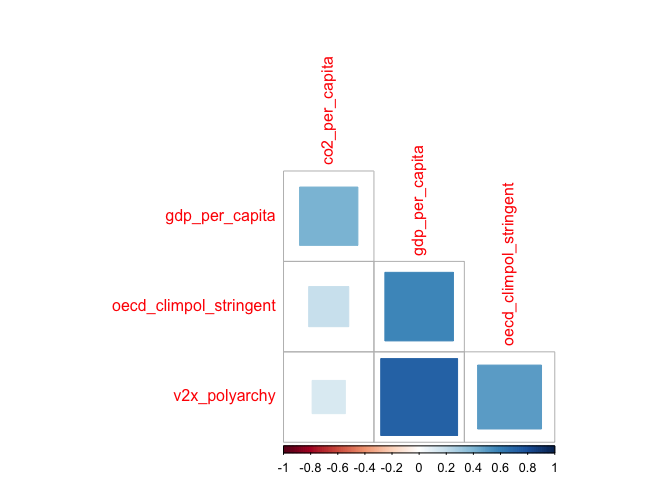 co2_per_capita
gdp_per_capita
oecd_climpol_stringent
gdp_per_capita
oecd_climpol_stringent
v2x_polyarchy
-1 -0.8 -0.6 -0.4 -0.2 0 0.2 0.4 0.6 0.8 1